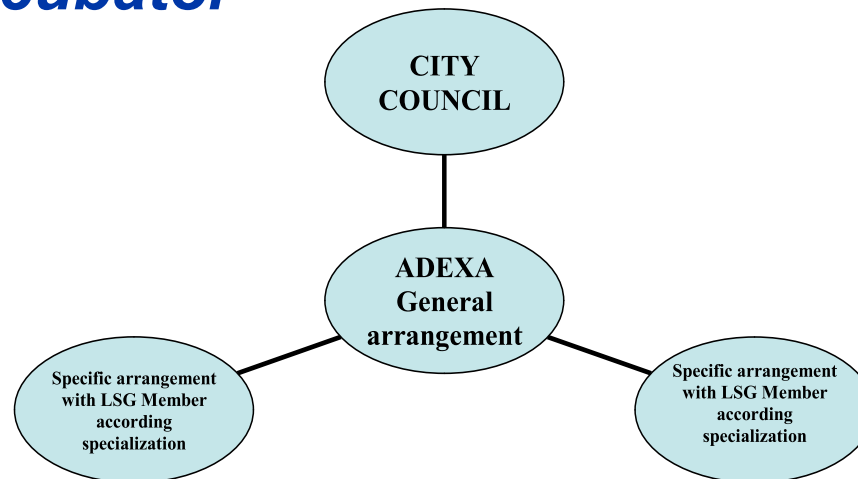 CITY
COUNCIL
ADEXA
General
arrangement
Specific arrangement
with LSG Member
according
specialization
Specific arrangement
with LSG Member
according
specialization